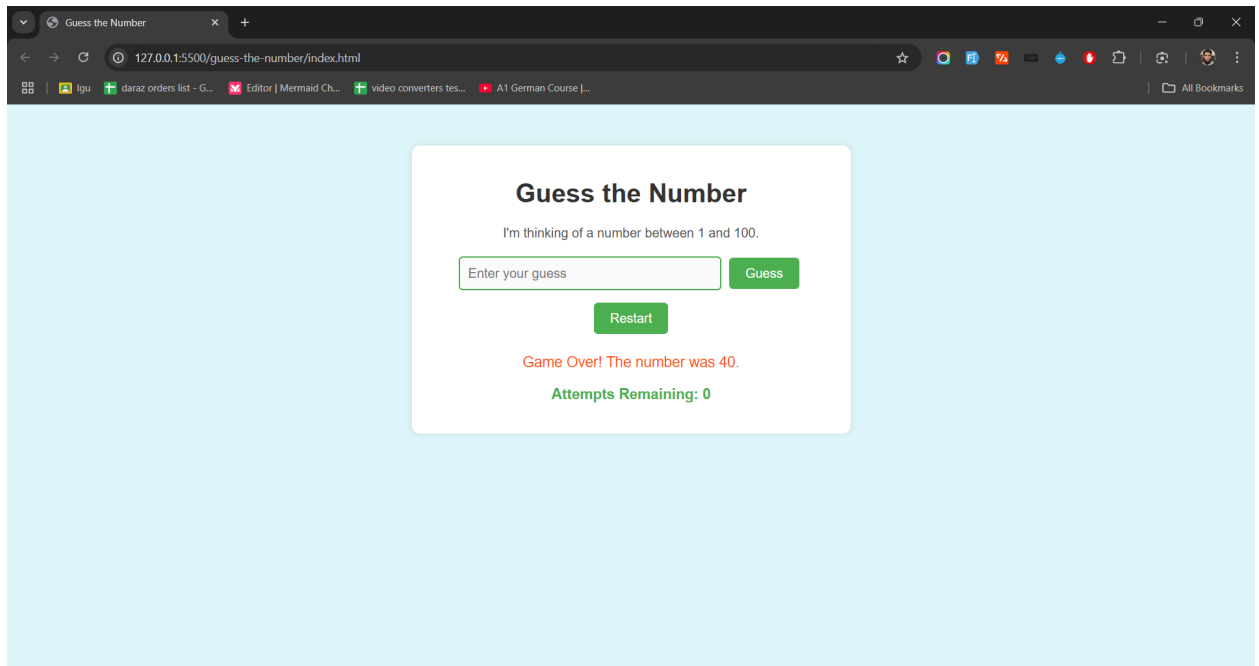 Guess the Number
127.0.0.1:5500/guess-the-number/index.html
Igu daraz orders list - G... Editor | Mermaid Ch... video converters tes... A1 German Course |... All Bookmarks
Guess the Number
I'm thinking of a number between 1 and 100.
Enter your guess Guess
Restart
Game Over! The number was 40.
Attempts Remaining: 0